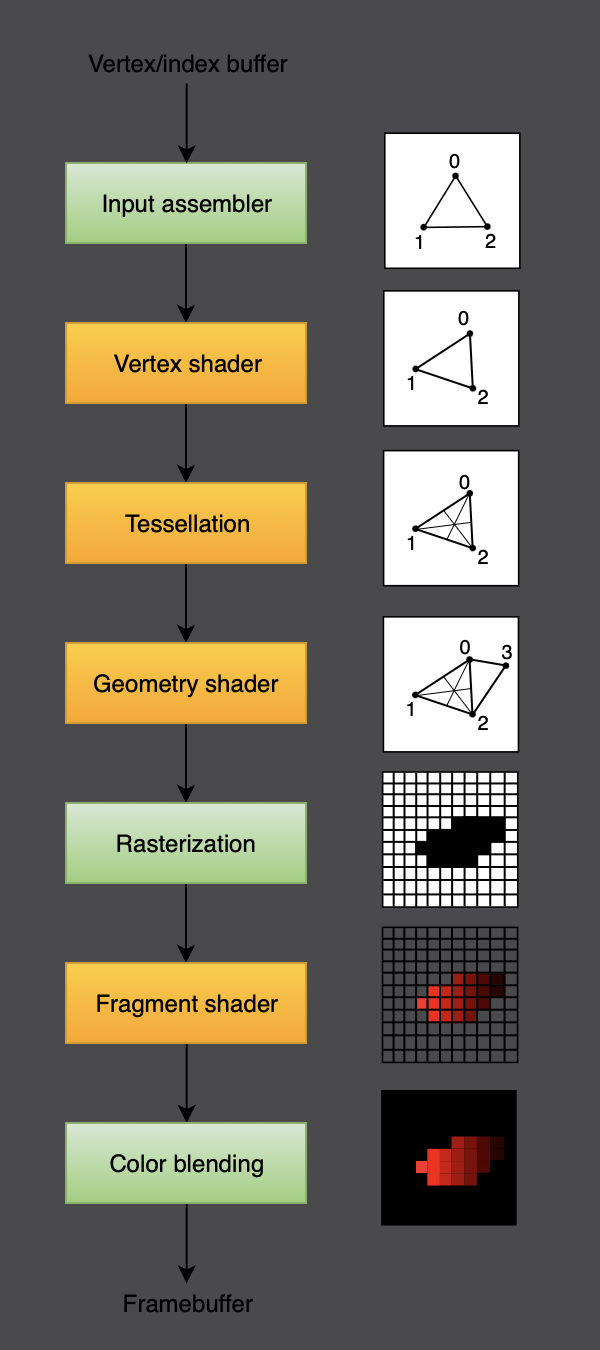 Vertex/index buffer
Input assembler
0
1
2
Vertex shader
0
1
2
Tessellation
0
1
2
Geometry shader
0
3
1
2
Rasterization
Fragment shader
Color blending
Framebuffer